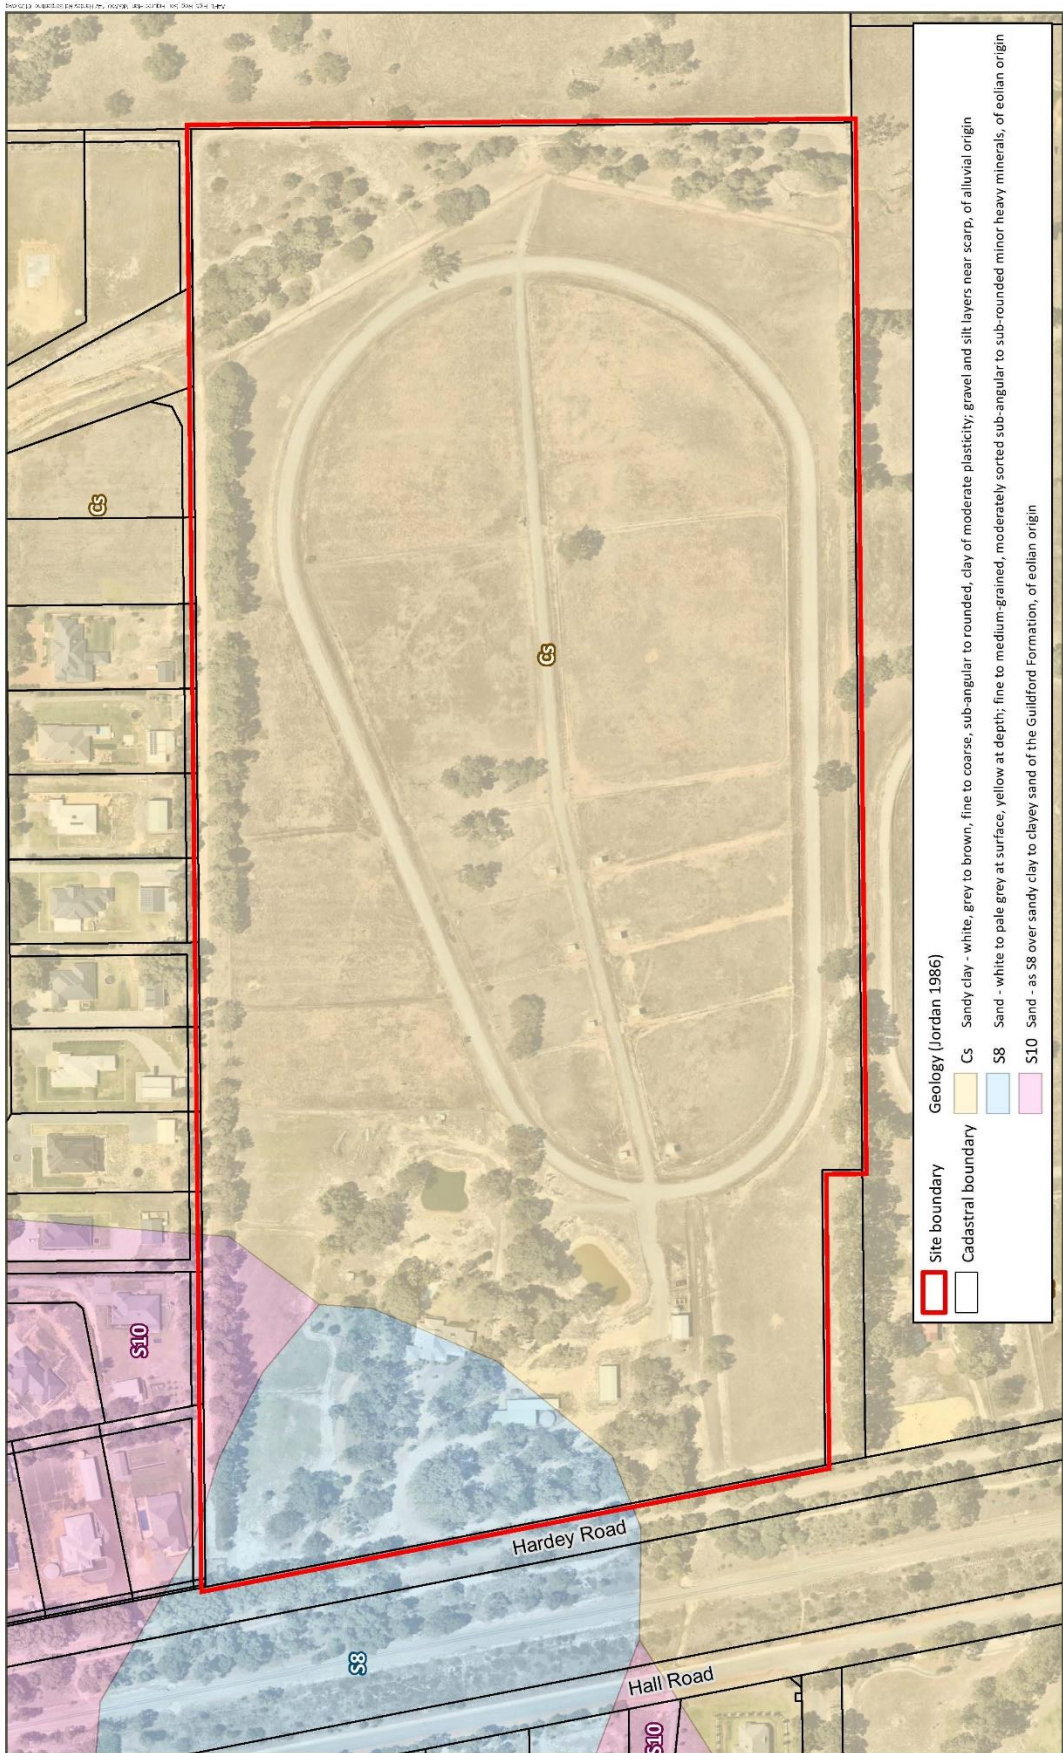 Cs
Cs
S10
S8
S10
Hardey Road
Hall Road
Site boundary
Cadastral boundary
Geology (Jordan 1986)
Cs Sandy clay - white, grey to brown, fine to coarse, sub-angular to rounded, clay of moderate plasticity; gravel and silt layers near scarp, of alluvial origin
S8 Sand - white to pale grey at surface, yellow at depth; fine to medium-grained, moderately sorted sub-angular to sub-rounded minor heavy minerals, of eolian origin
S10 Sand - as S8 over sandy clay to clayey sand of the Guildford Formation, of eolian origin